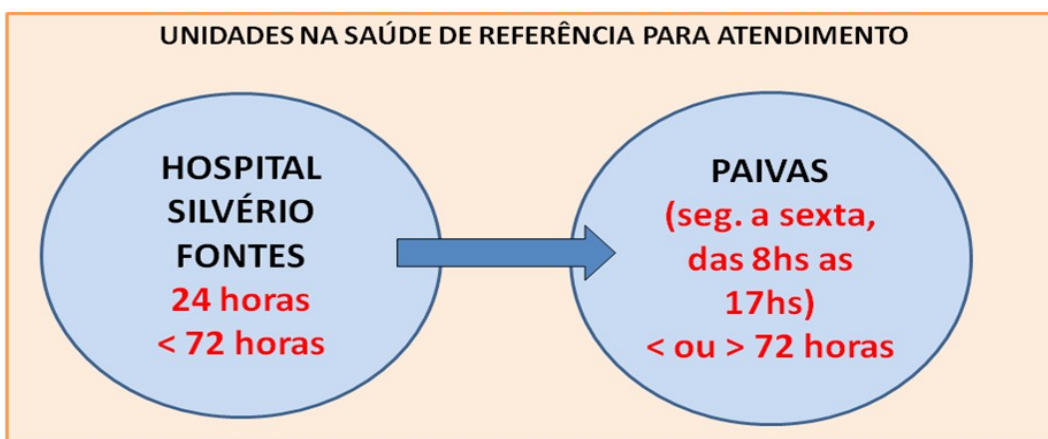 UNIDADES NA SAÚDE DE REFERÊNCIA PARA ATENDIMENTO
HOSPITAL
SILVÉRIO
FONTES
24 horas
< 72 horas
PAIVAS
(seg. a sexta,
das 8hs as
17hs)
< ou > 72 horas